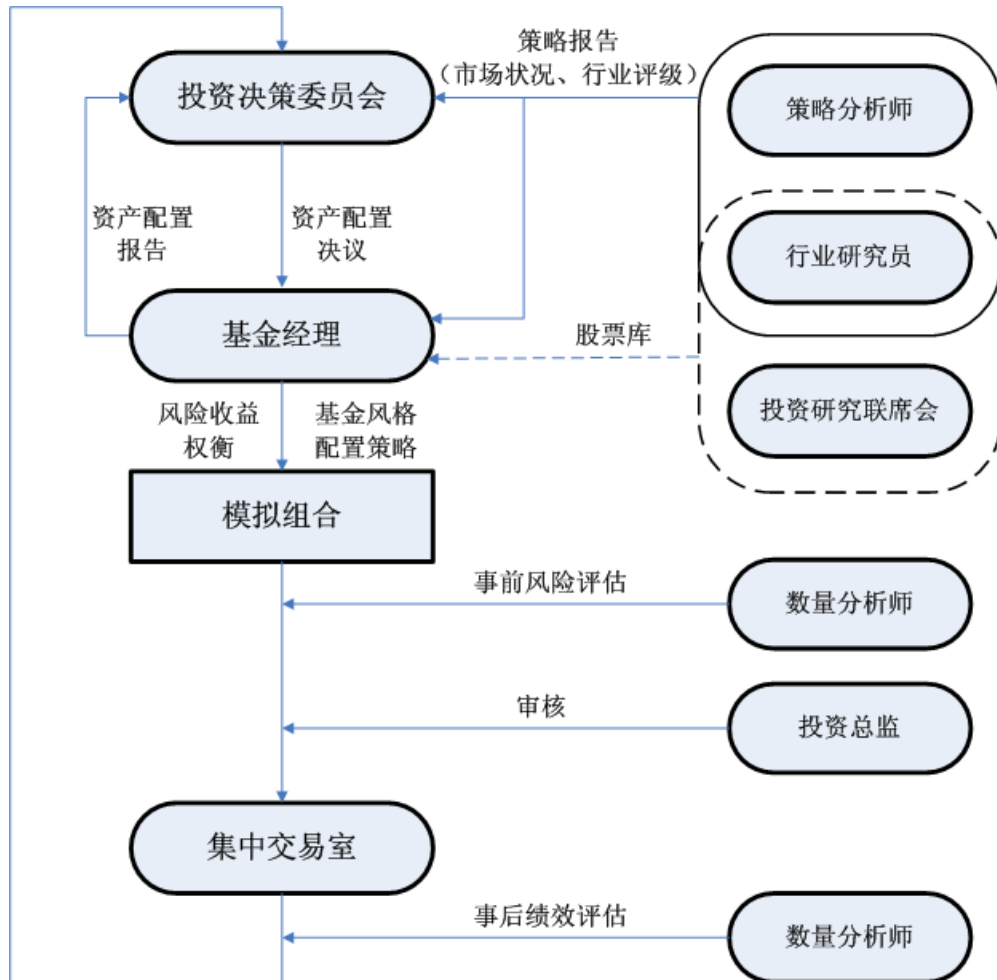 策略报告
（市场状况、行业评级）
投资决策委员会
策略分析师
资产配置
报告
资产配置
决议
行业研究员
基金经理
股票库
风险收益
权衡
基金风格
配置策略
投资研究联席会
模拟组合
事前风险评估
数量分析师
审核
投资总监
集中交易室
事后绩效评估
数量分析师